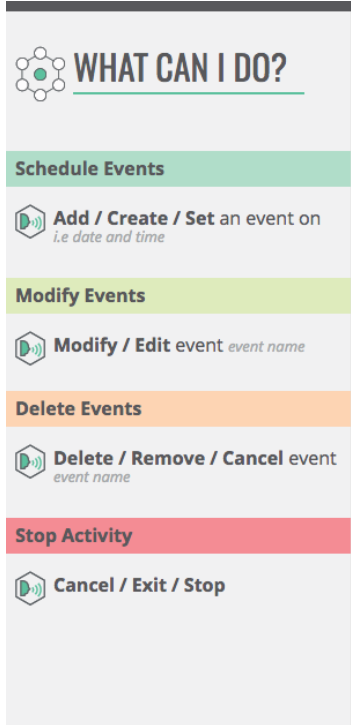 WHAT CAN I DO?
Schedule Events
Add / Create / Set an event on
i.e date and time
Modify Events
Modify / Edit event event name
Delete Events
Delete / Remove / Cancel event
event name
Stop Activity
Cancel / Exit / Stop